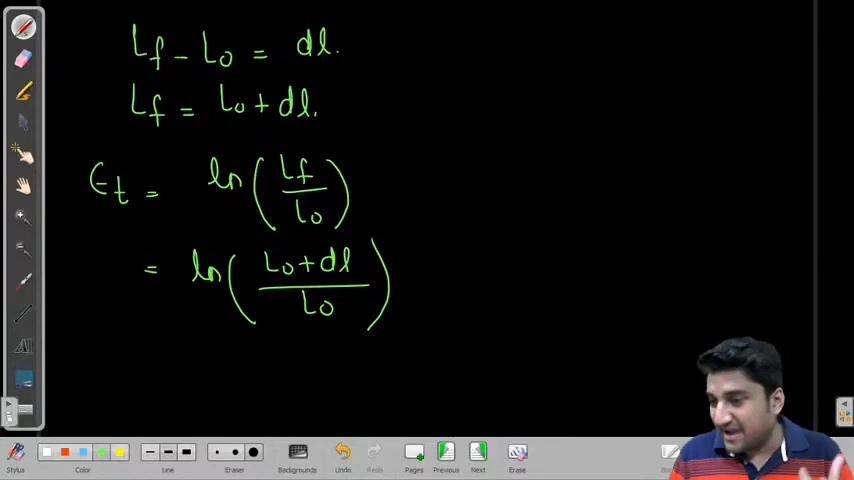 Lf - Lo = dl.
Lf = Lo + dl.
Єt = ln(Lf/Lo)
= ln((Lo+dl)/Lo)
AI
Stylus Color Line Eraser Backgrounds Undo Redo Pages Previous Next Erase